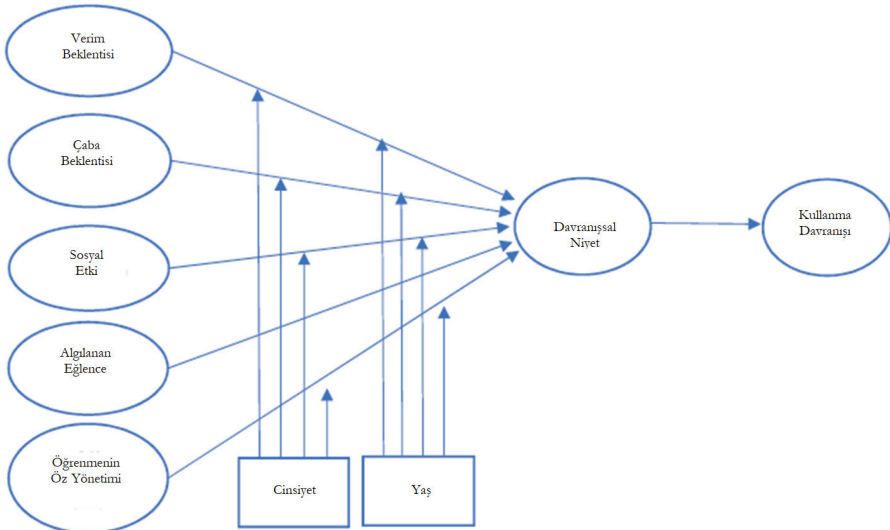 Verim
Beklentisi
Çaba
Beklentisi
Sosyal
Etki
Algılanan
Eğlence
Öğrenmenin
Öz Yönetimi
Cinsiyet
Yaş
Davranışsal
Niyet
Kullanma
Davranışı